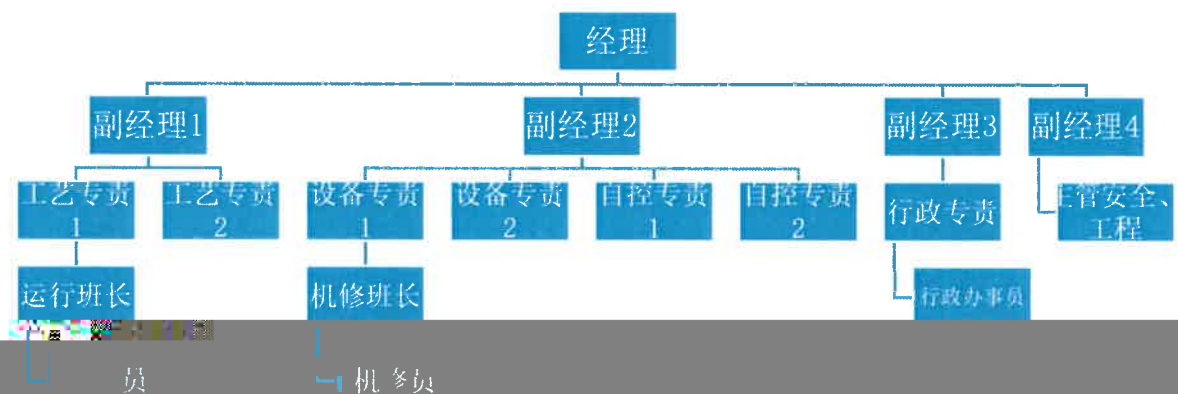 经理
副经理1
副经理2
副经理3
副经理4
工艺专责
1
工艺专责
2
设备专责
1
设备专责
2
自控专责
1
自控专责
2
行政专责
主管安全、
工程
运行班长
机修班长
行政办事员
员
机修员